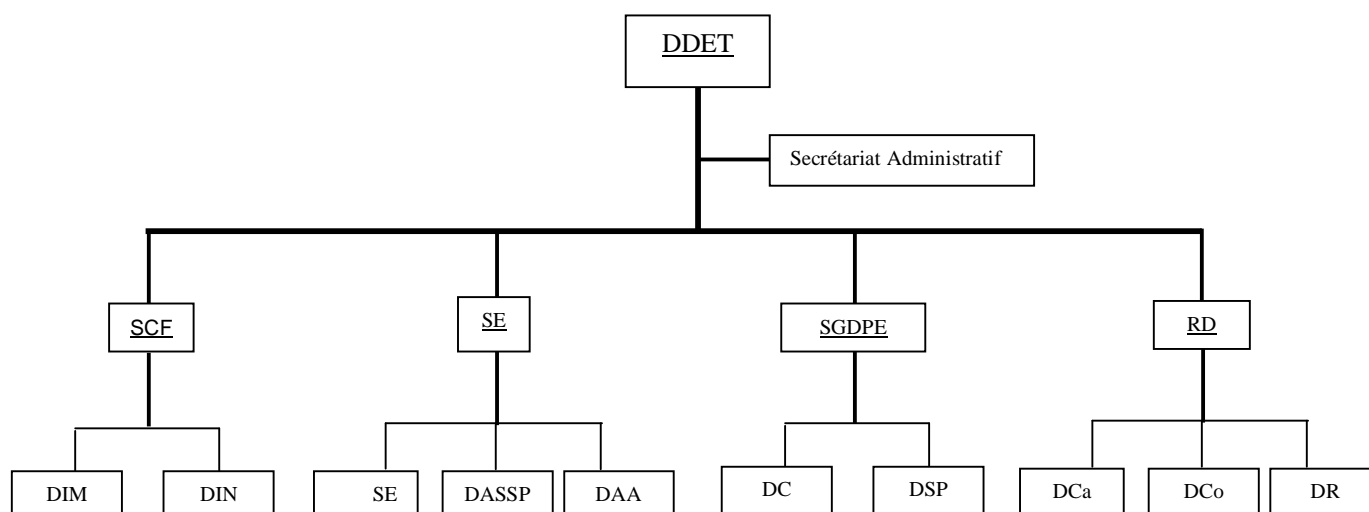 DDET
Secrétariat Administratif
SCF
SE
SGDPE
RD
DIM
DIN
SE
DASSP
DAA
DC
DSP
DCa
DCo
DR